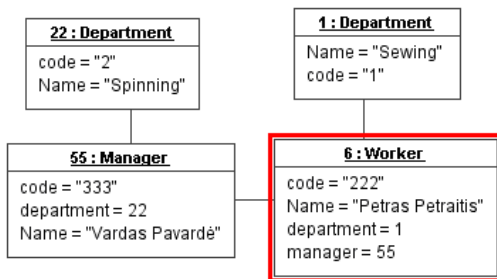 22 : Department
code = "2"
Name = "Spinning"
1 : Department
Name = "Sewing"
code = "1"
55 : Manager
code = "333"
department = 22
Name = "Vardas Pavardė"
6 : Worker
code = "222"
Name = "Petras Petraitis"
department = 1
manager = 55